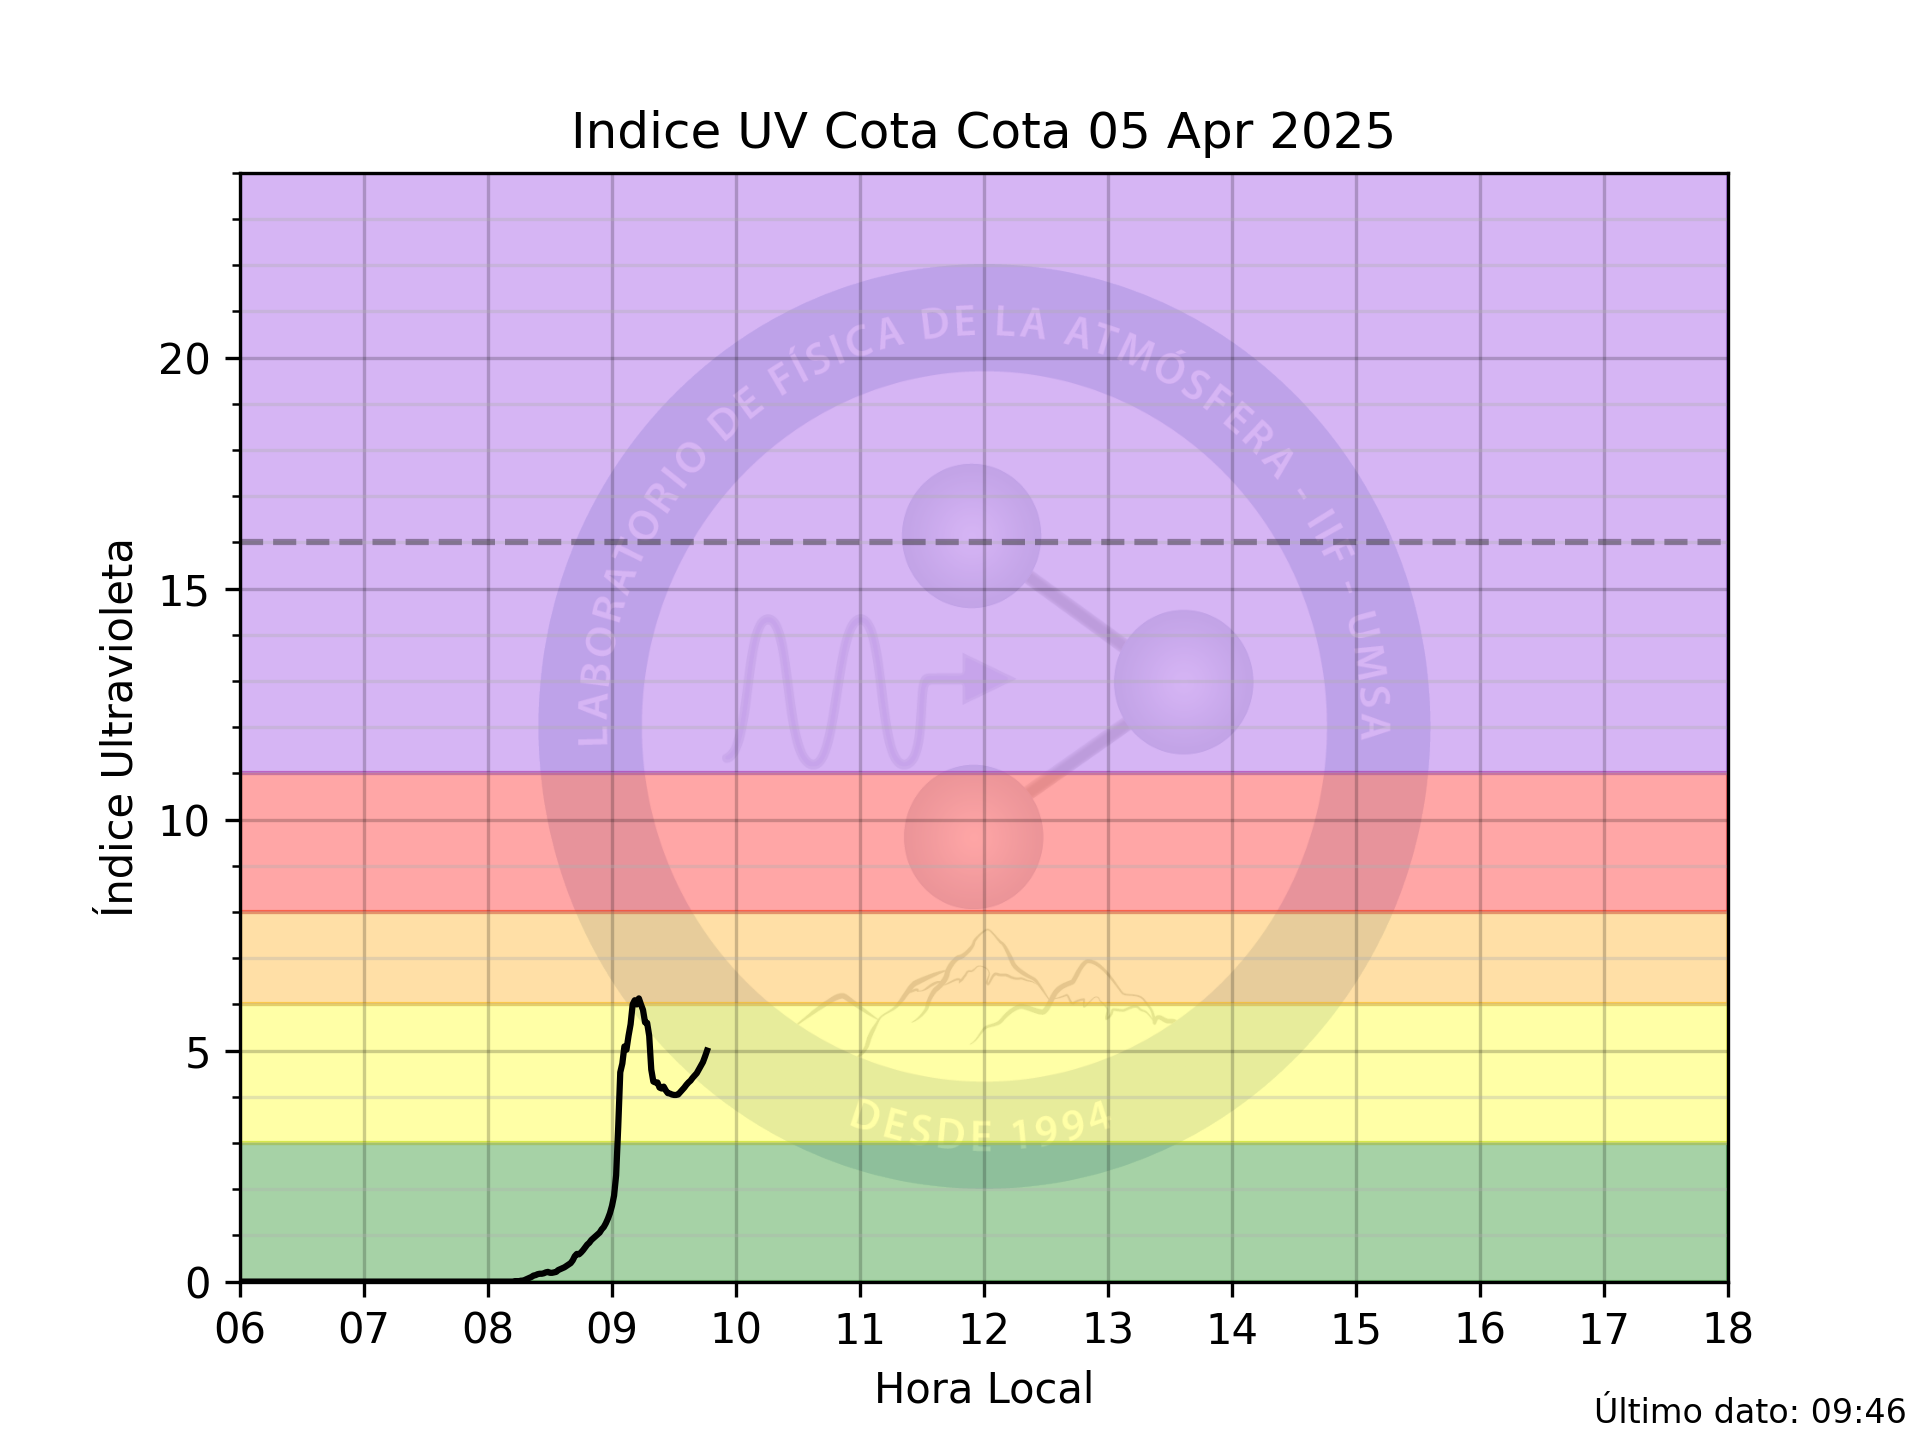 Indice UV Cota Cota 05 Apr 2025
LABORATORIO DE FÍSICA DE LA ATMÓSFERA - IIF - UMSA
DESDE 1994
Índice Ultravioleta
20
15
10
5
0
06 07 08 09 10 11 12 13 14 15 16 17 18
Hora Local
Último dato: 09:46